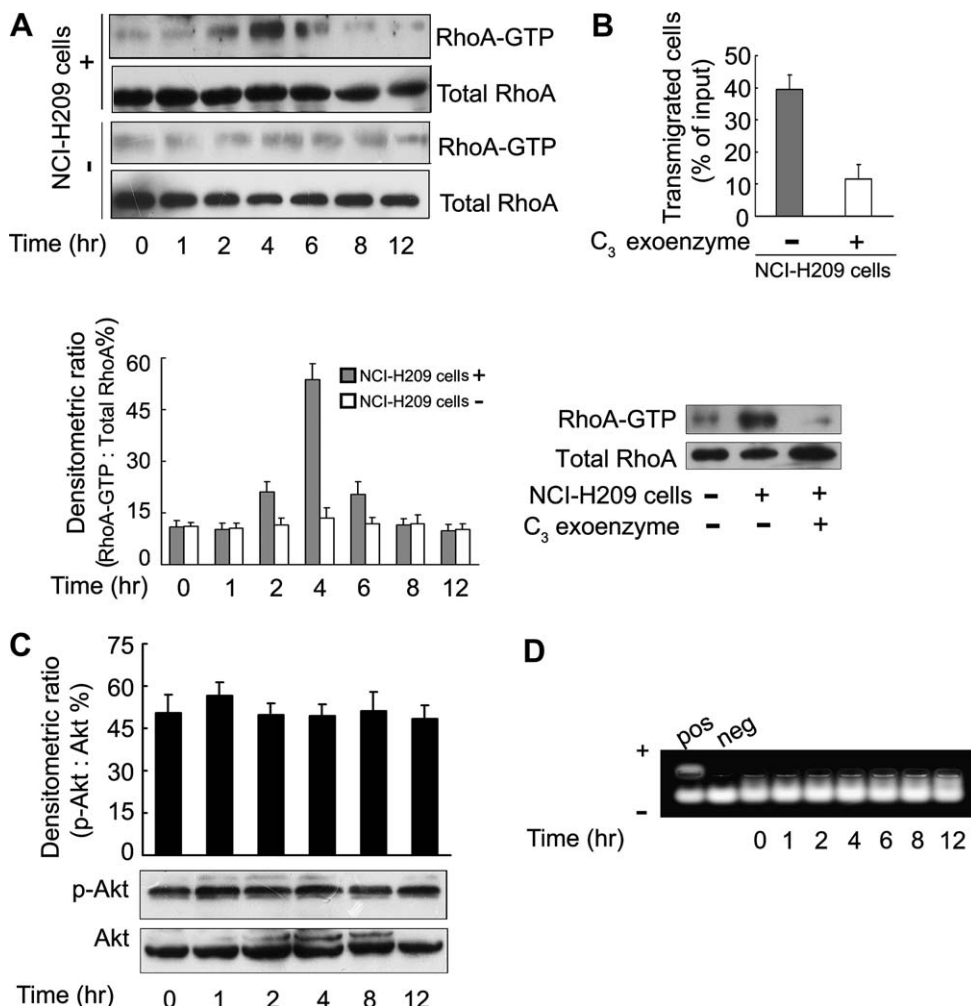 A
NCI-H209 cells
+
-
RhoA-GTP
Total RhoA
RhoA-GTP
Total RhoA
Time (hr) 0 1 2 4 6 8 12
Densitometric ratio
(RhoA-GTP : Total RhoA%)
60
45
30
15
0
NCI-H209 cells +
NCI-H209 cells -
Time (hr) 0 1 2 4 6 8 12
B
Transmigrated cells
(% of input)
50
40
30
20
10
0
C3 exoenzyme - +
NCI-H209 cells
RhoA-GTP
Total RhoA
NCI-H209 cells - + +
C3 exoenzyme - - +
C
Densitometric ratio
(p-Akt : Akt %)
75
60
45
30
15
0
p-Akt
Akt
Time (hr) 0 1 2 4 8 12
D
pos neg
+
-
Time (hr) 0 1 2 4 6 8 12